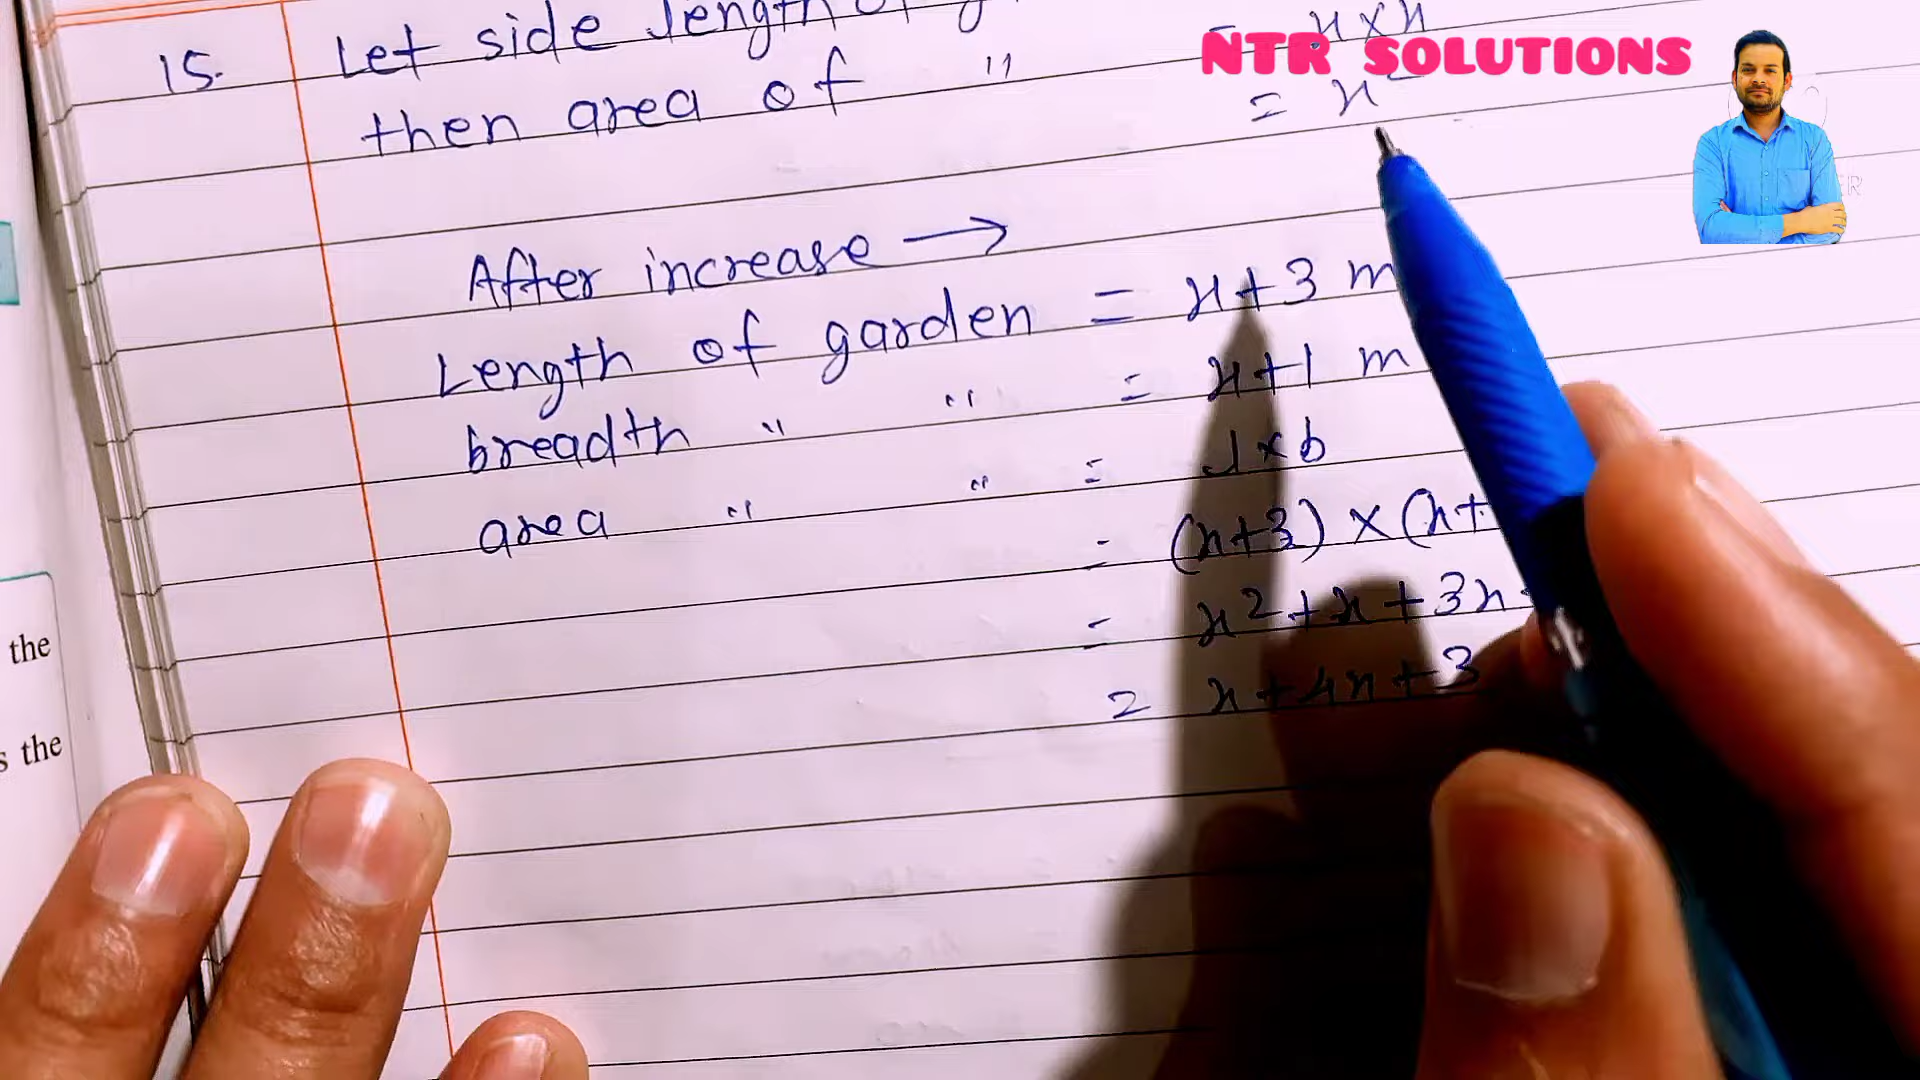 15. Let side length of
= x × x
NTR SOLUTIONS
then area of "
= x²
After increase →
Length of garden = x+3 m
breadth " " = x+1 m
area " " = l×b
= (x+3) × (x+
= x²+x+3x
= x+4x+3
the
s the